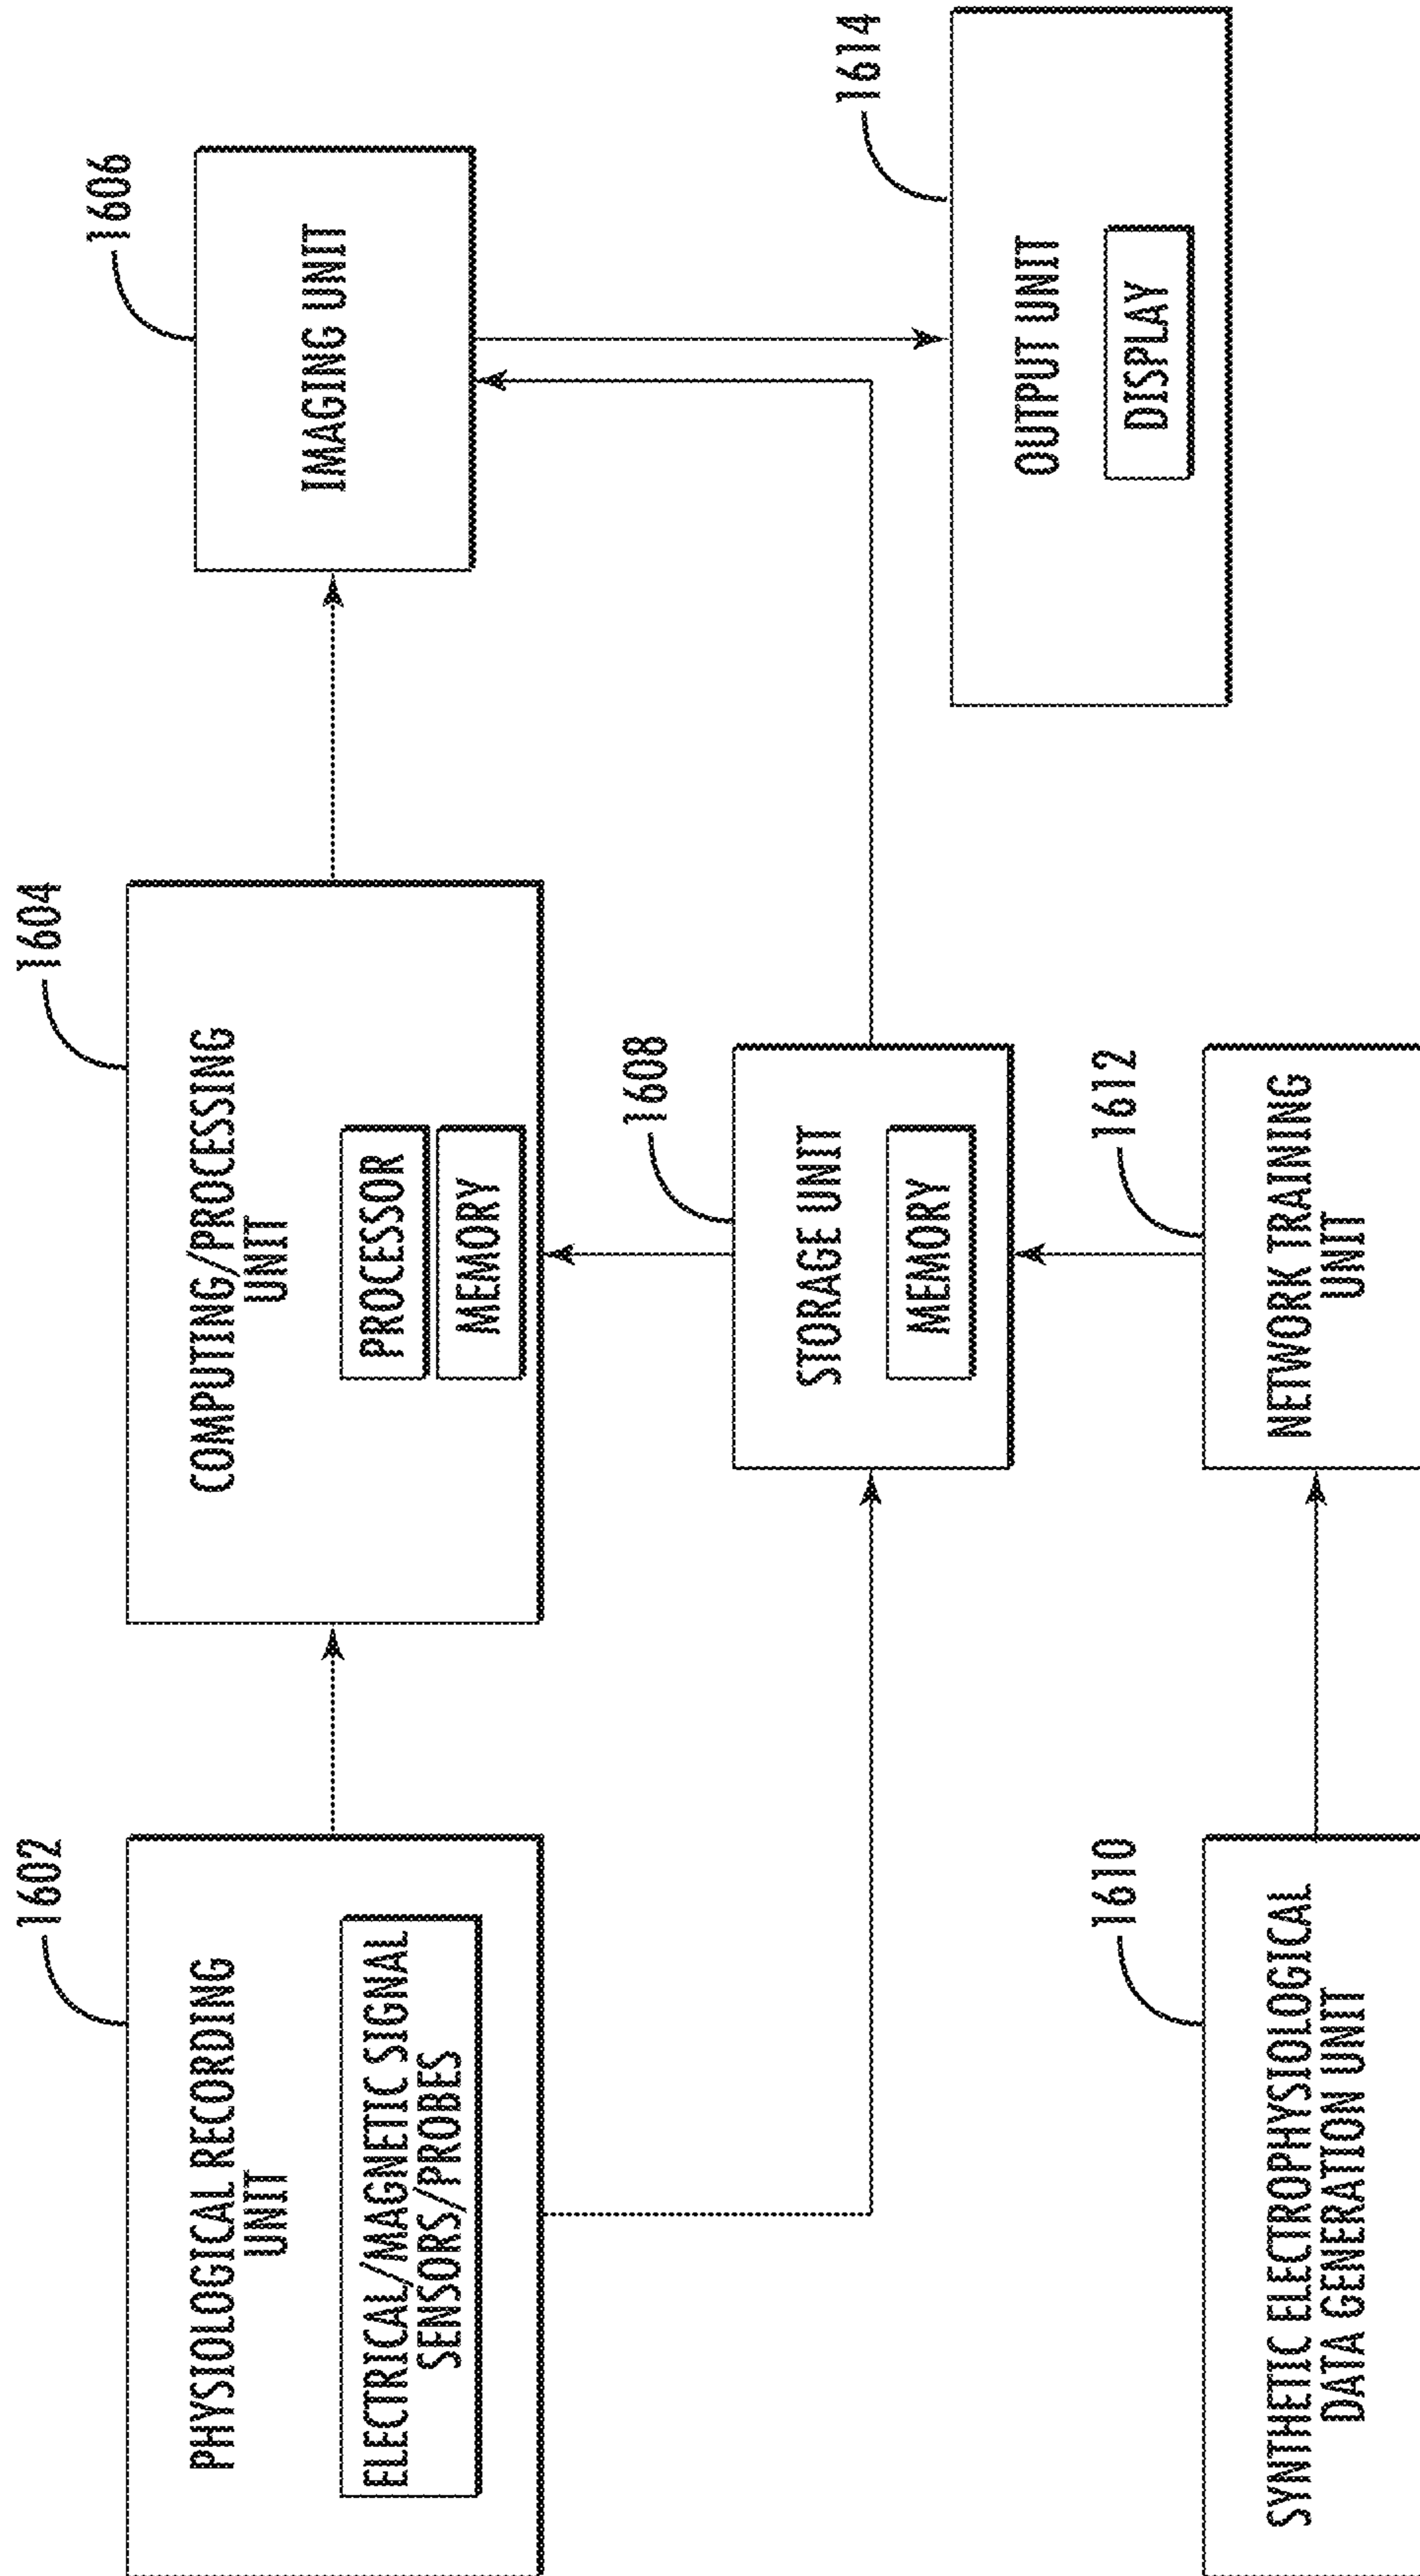 1602
PHYSIOLOGICAL RECORDING
UNIT
ELECTRICAL/MAGNETIC SIGNAL
SENSORS/PROBES
1604
COMPUTING/PROCESSING
UNIT
PROCESSOR
MEMORY
1606
IMAGING UNIT
1608
STORAGE UNIT
MEMORY
1610
SYNTHETIC ELECTROPHYSIOLOGICAL
DATA GENERATION UNIT
1612
NETWORK TRAINING
UNIT
1614
OUTPUT UNIT
DISPLAY